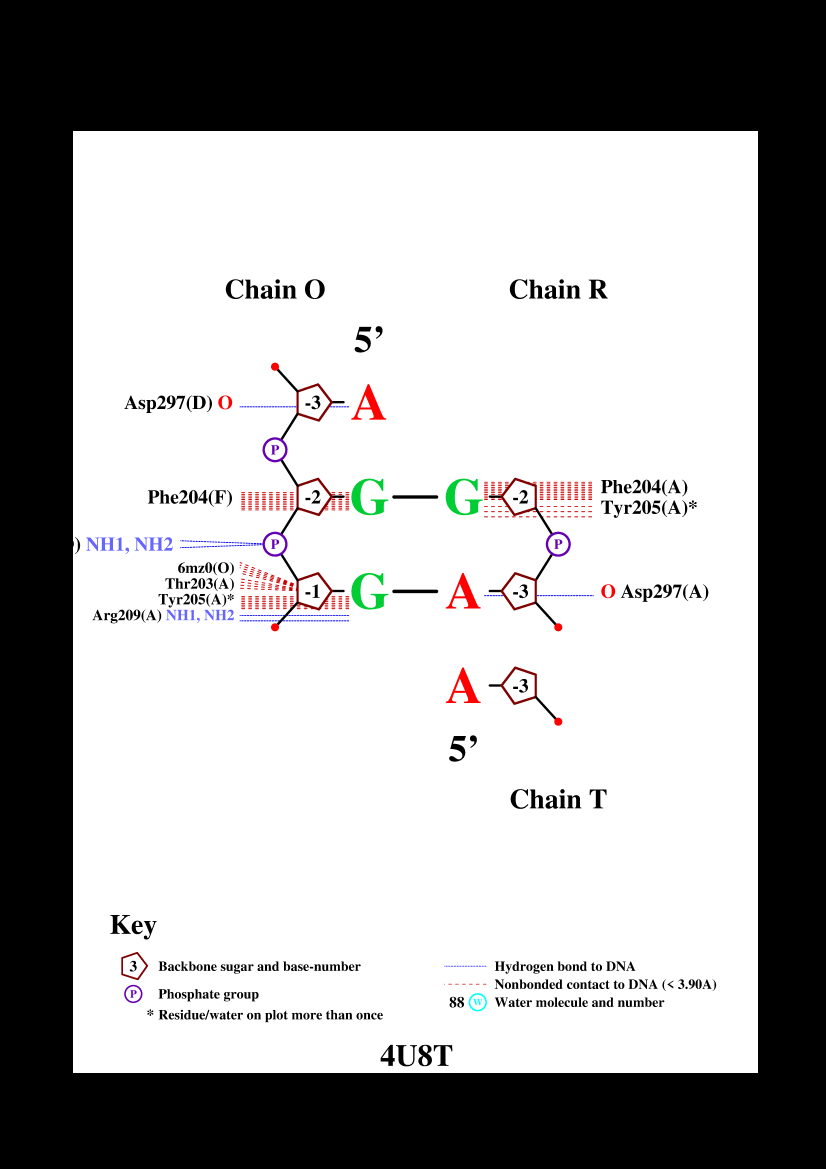 Chain O
Chain R
5’
Asp297(D) O
-3
A
P
Phe204(F)
-2
G
G
-2
Phe204(A)
Tyr205(A)*
) NH1, NH2
P
P
6mz0(O)
Thr203(A)
Tyr205(A)*
Arg209(A) NH1, NH2
-1
G
A
-3
O Asp297(A)
A
-3
5’
Chain T
Key
3 Backbone sugar and base-number
P Phosphate group
* Residue/water on plot more than once
Hydrogen bond to DNA
Nonbonded contact to DNA (< 3.90A)
88 W Water molecule and number
4U8T